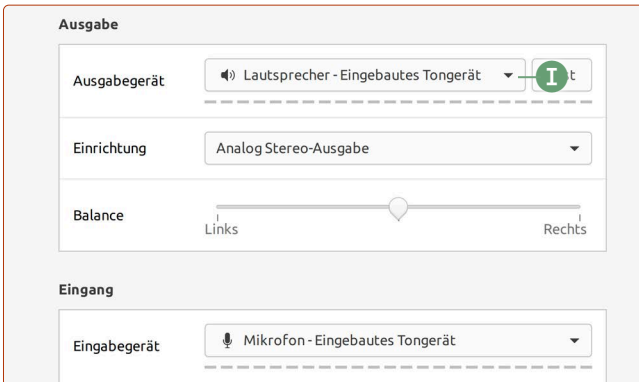 Ausgabe
Ausgabegerät
Lautsprecher - Eingebautes Tongerät
I
Einrichtung
Analog Stereo-Ausgabe
Balance
Links
Rechts
Eingang
Eingabegerät
Mikrofon - Eingebautes Tongerät